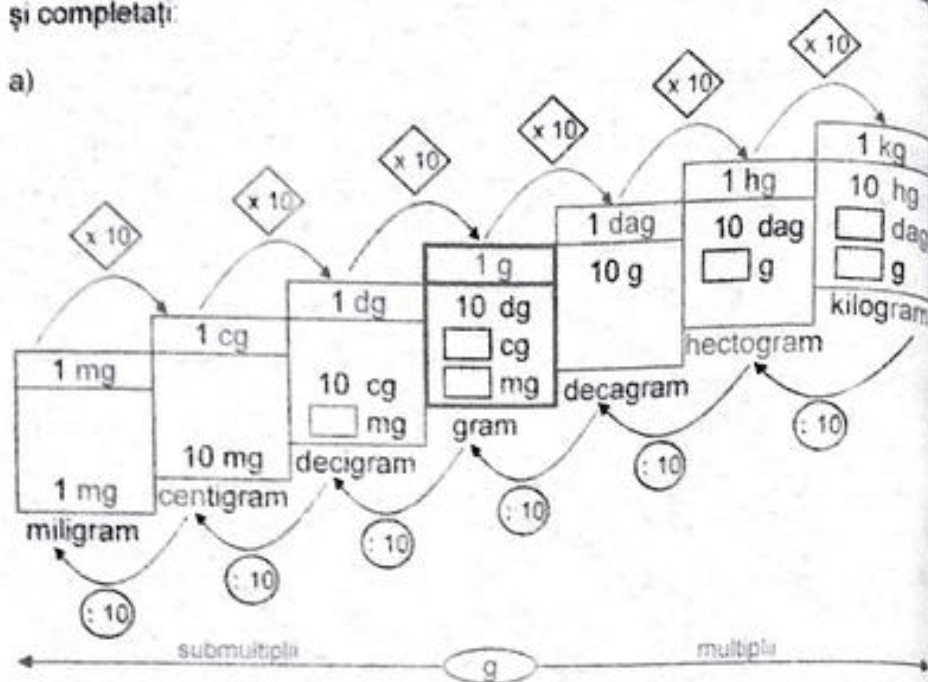 și completați:
a)
x 10
x 10
x 10
x 10
x 10
x 10
1 mg
1 mg
miligram
1 cg
10 mg
centigram
1 dg
10 cg
mg
decigram
1 g
10 dg
cg
mg
gram
1 dag
10 g
decagram
1 hg
10 dag
g
hectogram
1 kg
10 hg
dag
g
kilogram
: 10
: 10
: 10
: 10
: 10
: 10
submultiplii
g
multiplii